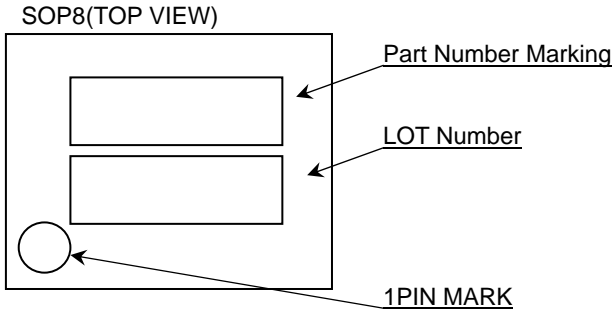 SOP8(TOP VIEW)
Part Number Marking
LOT Number
1PIN MARK